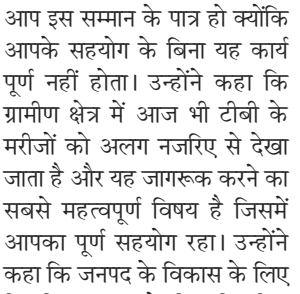 आप इस सम्मान के पात्र हो क्योंकि
आपके सहयोग के बिना यह कार्य
पूर्ण नहीं होता। उन्होंने कहा कि
ग्रामीण क्षेत्र में आज भी टीबी के
मरीजों को अलग नजरिए से देखा
जाता है और यह जागरूक करने का
सबसे महत्वपूर्ण विषय है जिसमें
आपका पूर्ण सहयोग रहा। उन्होंने
कहा कि जनपद के विकास के लिए